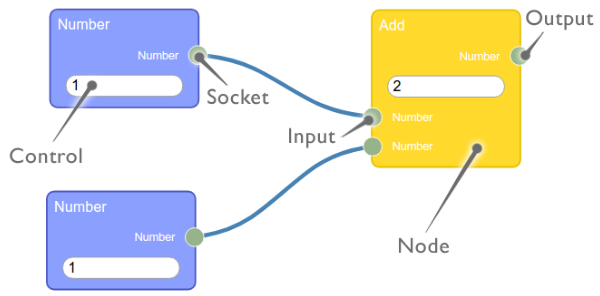 Number
Number
1
Socket
Control
Number
Number
1
Add
Number
2
Number
Number
Output
Input
Node